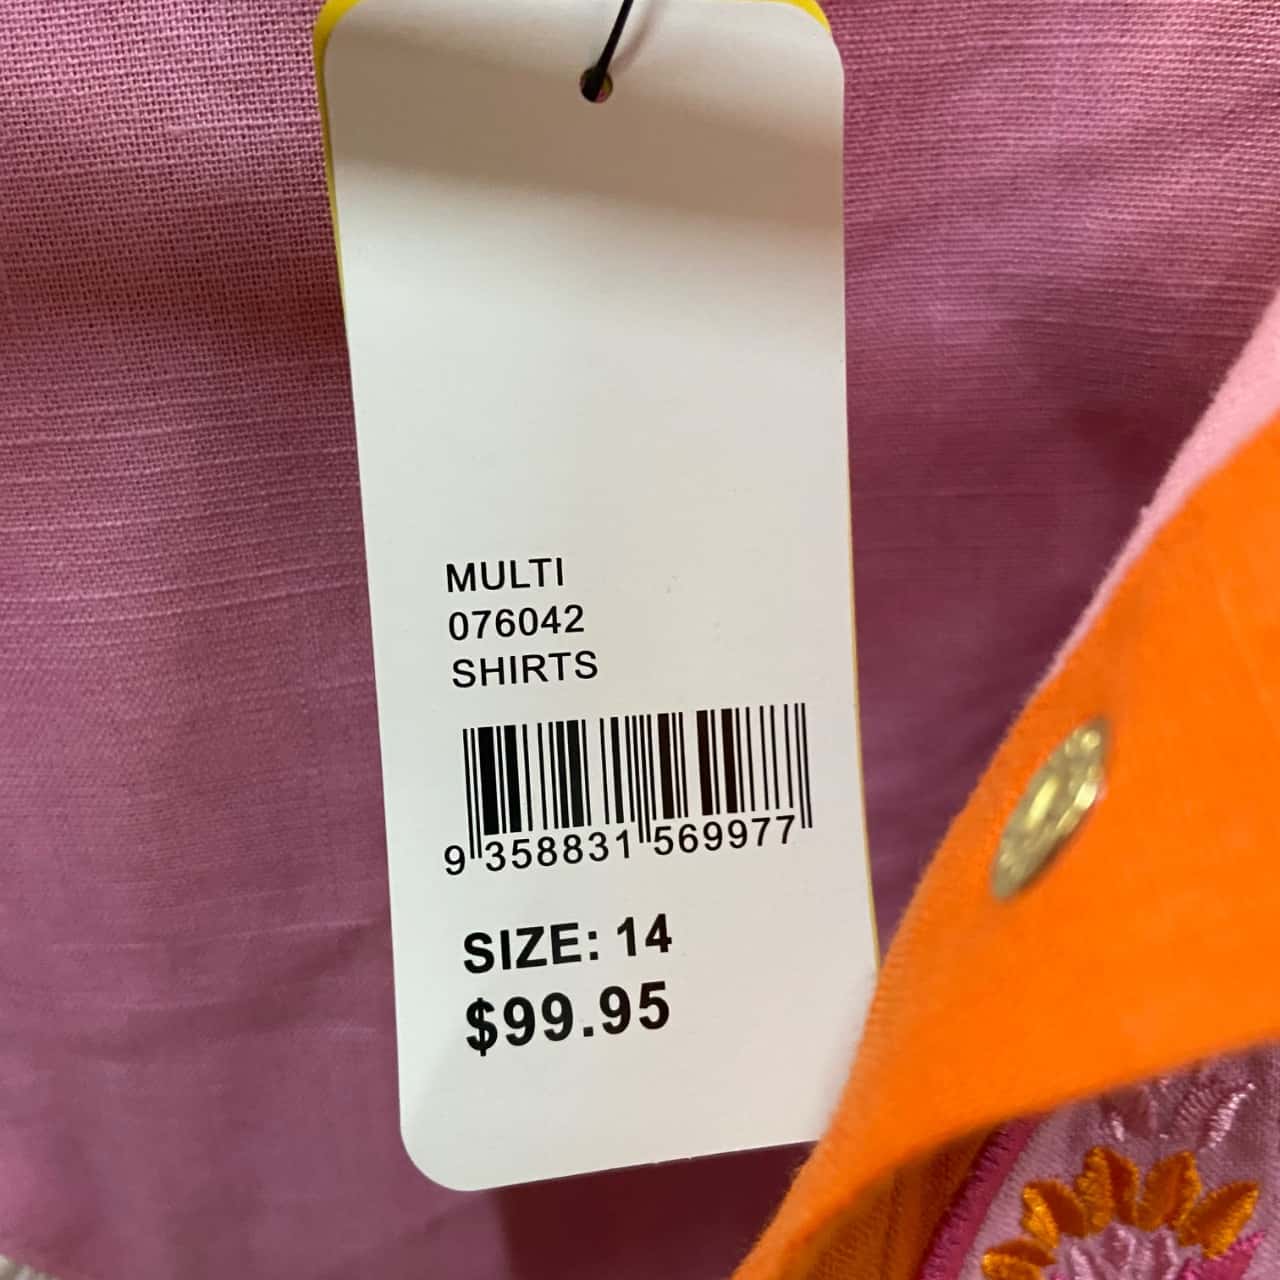 MULTI
076042
SHIRTS
9 358831 569977
SIZE: 14
$99.95